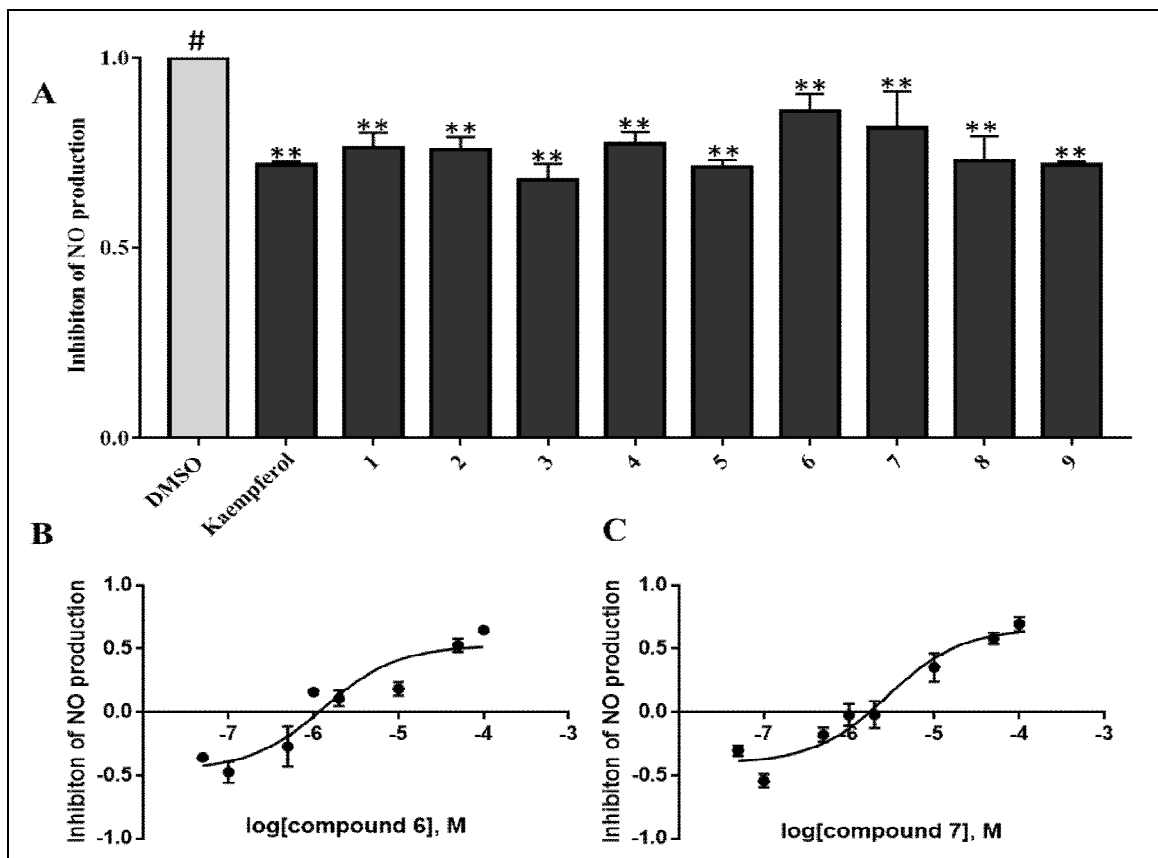 #
1.0
A
Inhibiton of NO production
** ** ** ** ** ** ** ** ** **
0.5
0.0
DMSO Kaempferol 1 2 3 4 5 6 7 8 9
B
Inhibiton of NO production
1.0
0.5
0.0
-7 -6 -5 -4 -3
-0.5
-1.0
log[compound 6], M
C
Inhibiton of NO production
1.0
0.5
0.0
-7 -6 -5 -4 -3
-0.5
-1.0
log[compound 7], M